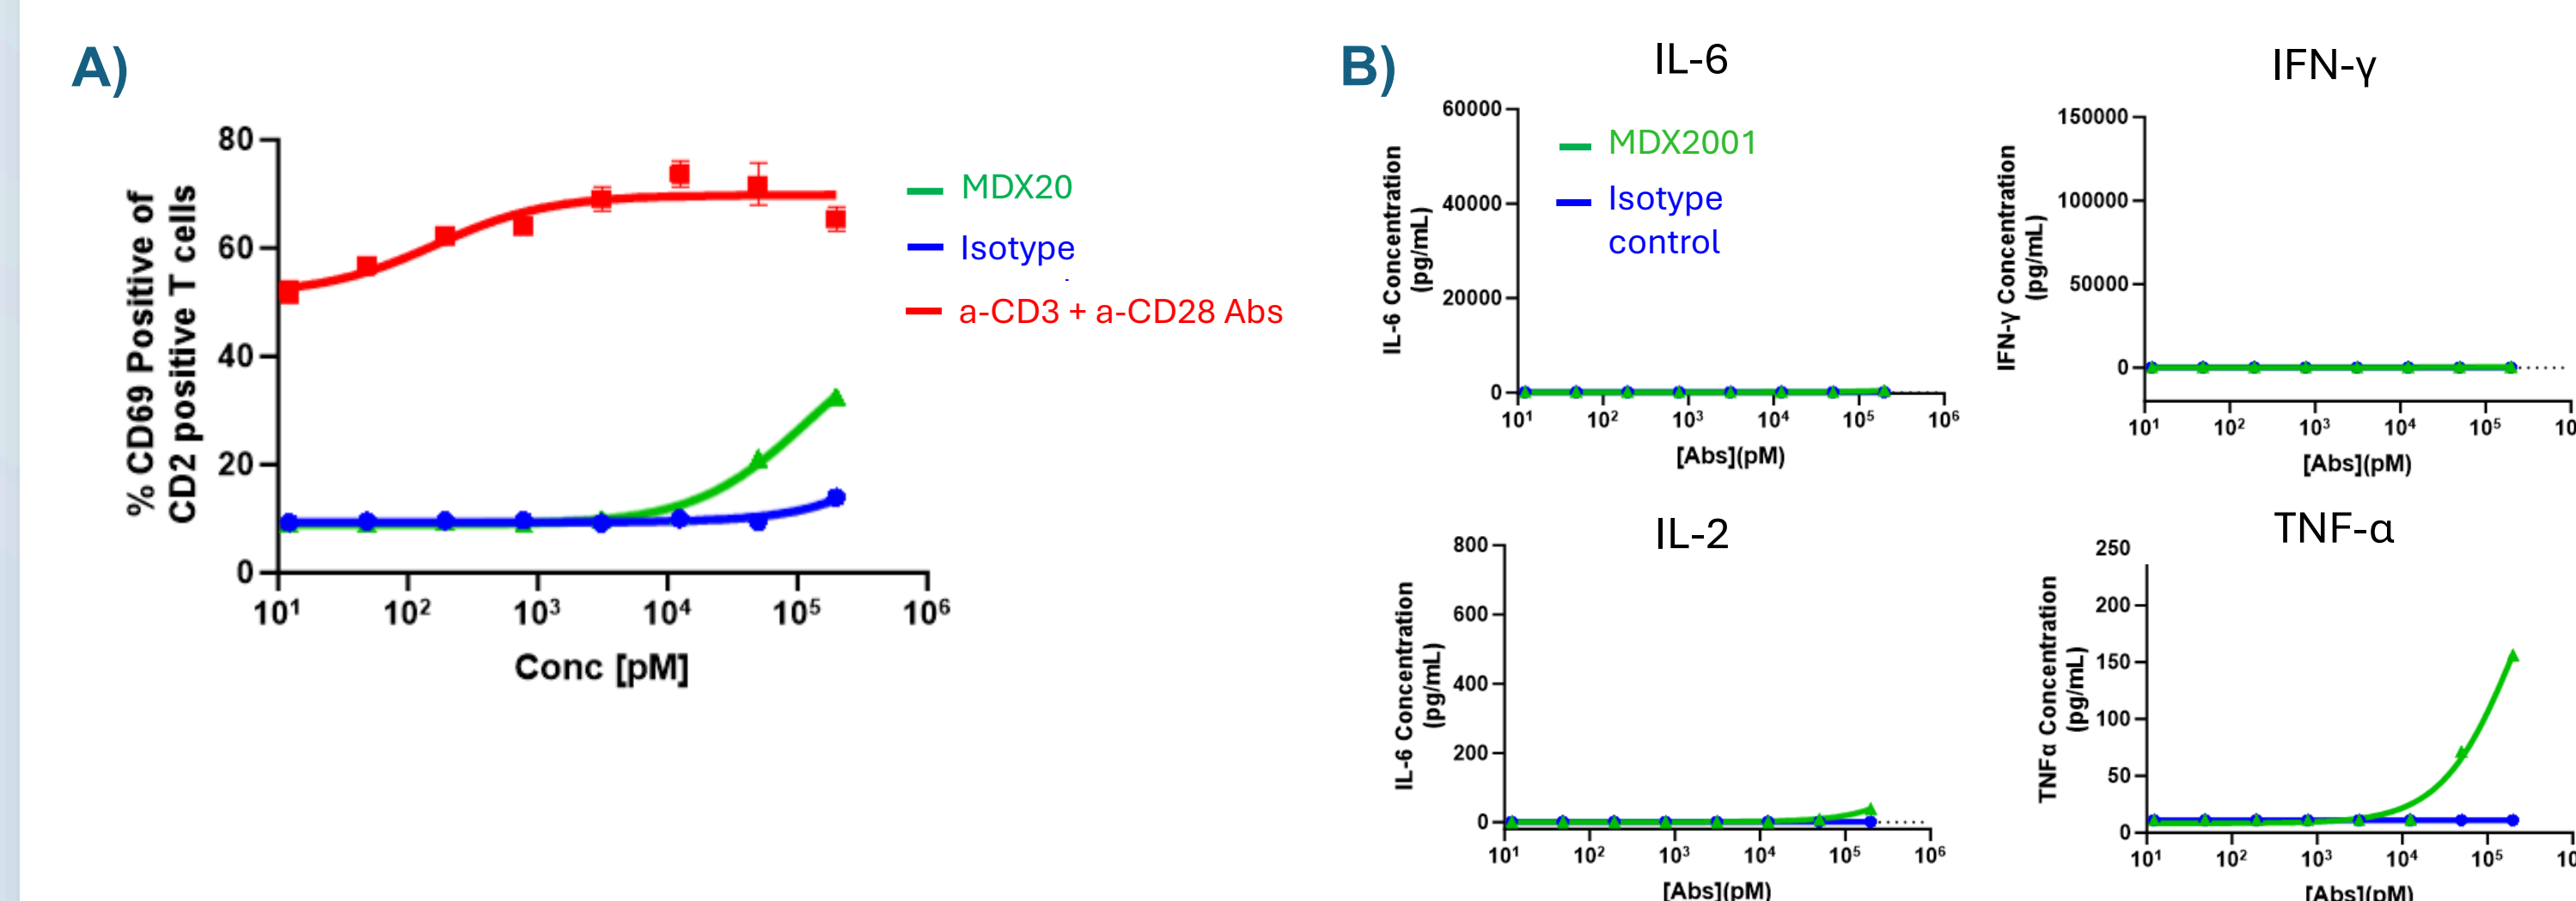 A)
% CD69 Positive of
CD2 positive T cells
80
60
40
20
0
10¹ 10² 10³ 10⁴ 10⁵ 10⁶
Conc [pM]
MDX20
Isotype
a-CD3 + a-CD28 Abs
B)
IL-6
IL-6 Concentration
(pg/mL)
60000
40000
20000
0
10¹ 10² 10³ 10⁴ 10⁵ 10⁶
[Abs](pM)
MDX2001
Isotype
control
IFN-γ
IFN-γ Concentration
(pg/mL)
150000
100000
50000
0
10¹ 10² 10³ 10⁴ 10⁵ 10
[Abs](pM)
IL-2
IL-6 Concentration
(pg/mL)
800
600
400
200
0
10¹ 10² 10³ 10⁴ 10⁵ 10⁶
[Abs](pM)
TNF-α
TNFα Concentration
(pg/mL)
250
200
150
100
50
0
10¹ 10² 10³ 10⁴ 10⁵ 10
[Abs](pM)